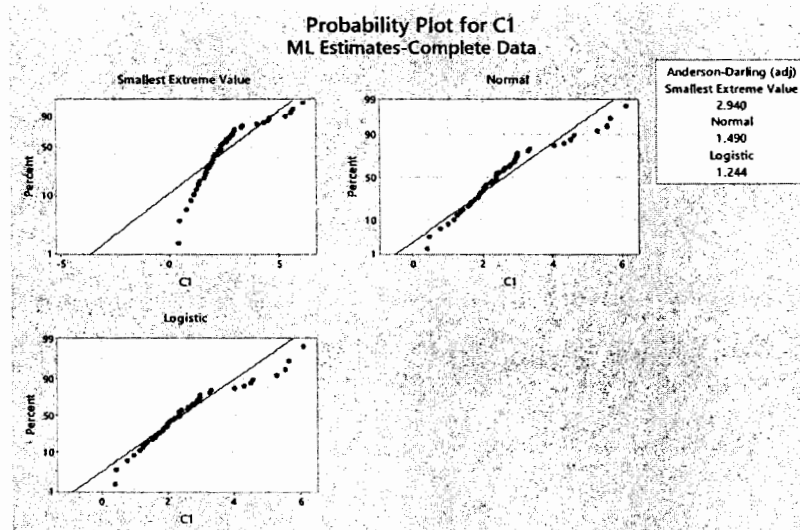 Probability Plot for C1
ML Estimates-Complete Data
Smallest Extreme Value
90
50
10
1
Percent
-5 0 5
C1
Normal
99
90
50
10
1
Percent
0 2 4 6
C1
Anderson-Darling (adj)
Smallest Extreme Value
2.940
Normal
1.490
Logistic
1.244
Logistic
99
90
50
10
1
Percent
0 2 4 6
C1